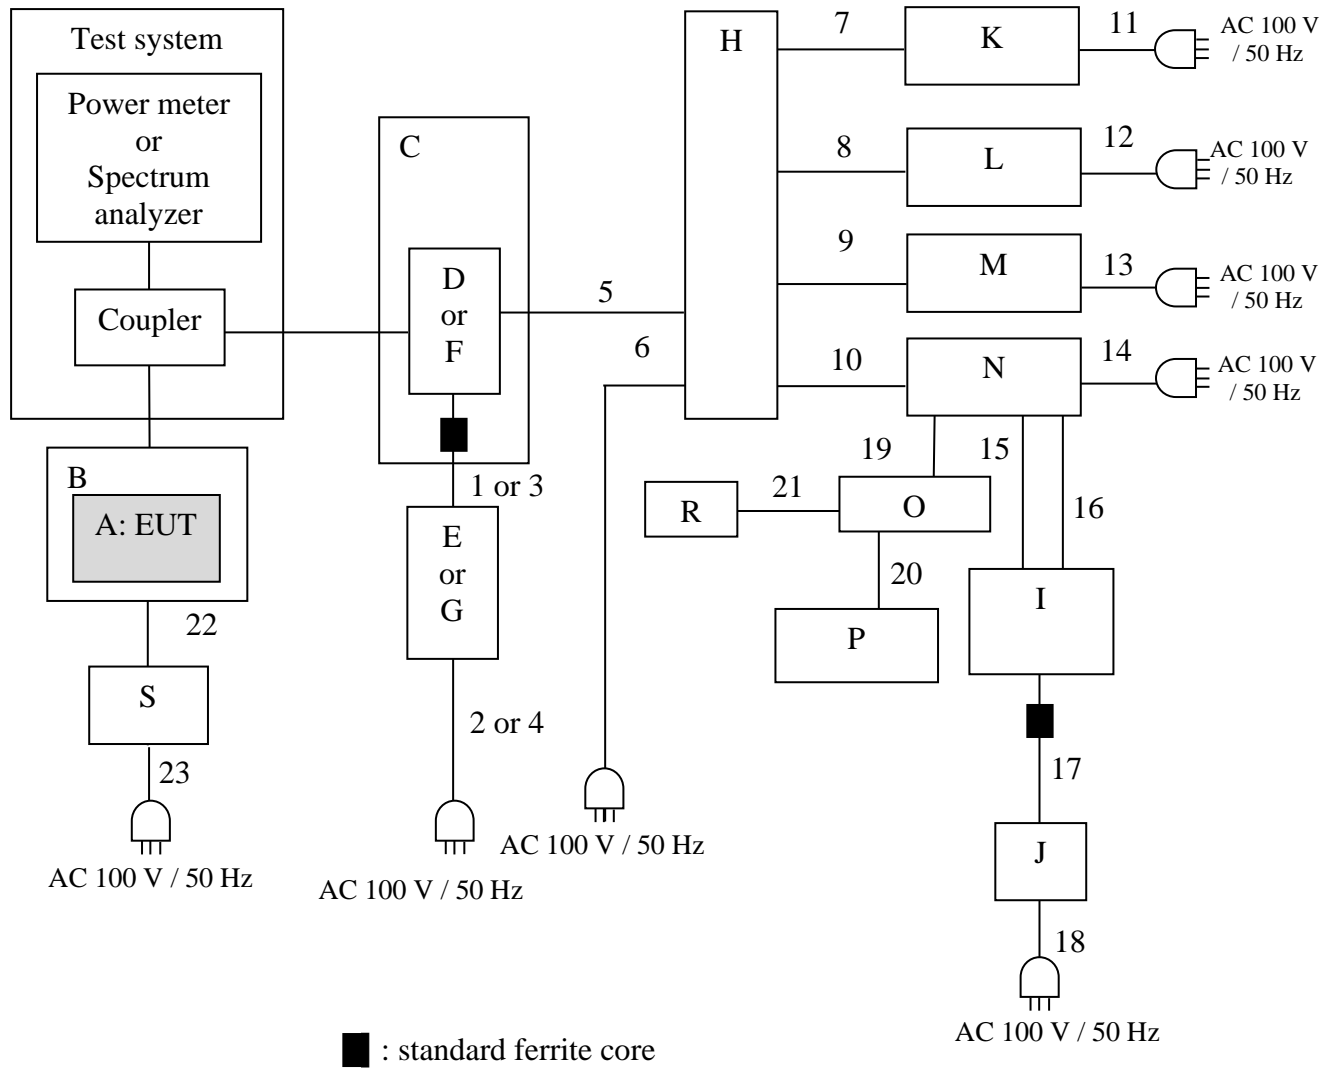 Test system
Power meter
or
Spectrum
analyzer
Coupler
B
A: EUT
22
S
23
AC 100 V / 50 Hz
C
D
or
F
1 or 3
E
or
G
2 or 4
AC 100 V / 50 Hz
5
6
AC 100 V / 50 Hz
H
7
K
11
AC 100 V
/ 50 Hz
8
L
12
AC 100 V
/ 50 Hz
9
M
13
AC 100 V
/ 50 Hz
10
N
14
AC 100 V
/ 50 Hz
19
15
16
R
21
O
20
P
I
17
J
18
AC 100 V / 50 Hz
: standard ferrite core